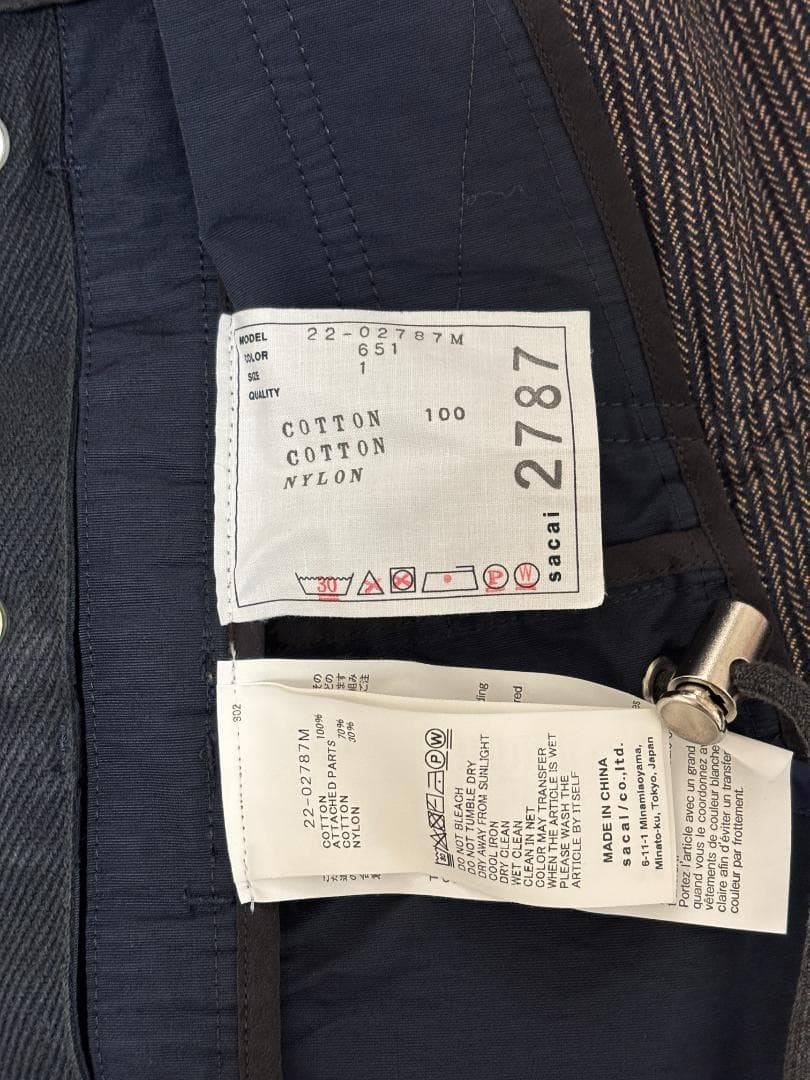 MODEL 22-02787M
COLOR 651
SIZE 1
QUALITY
COTTON 100
COTTON
NYLON
30
P
W
sacai 2787
S02
22-02787M
COTTON 100%
ATTACHED PARTS
COTTON 70%
NYLON 30%
P W
DO NOT BLEACH
DO NOT TUMBLE DRY
DRY AWAY FROM SUNLIGHT
COOL IRON
DRY CLEAN
WET CLEAN
CLEAN IN NET
COLOR MAY TRANSFER
WHEN THE ARTICLE IS WET
PLEASE WASH THE
ARTICLE BY ITSELF
MADE IN CHINA
sacai/co.,ltd.
6-11-1 Minamiaoyama,
Minato-ku, Tokyo, Japan
Portez l'article avec un grand
quand vous le coordonnez a
vêtements de couleur blanche
claire afin d'éviter un transfer
couleur par frottement.